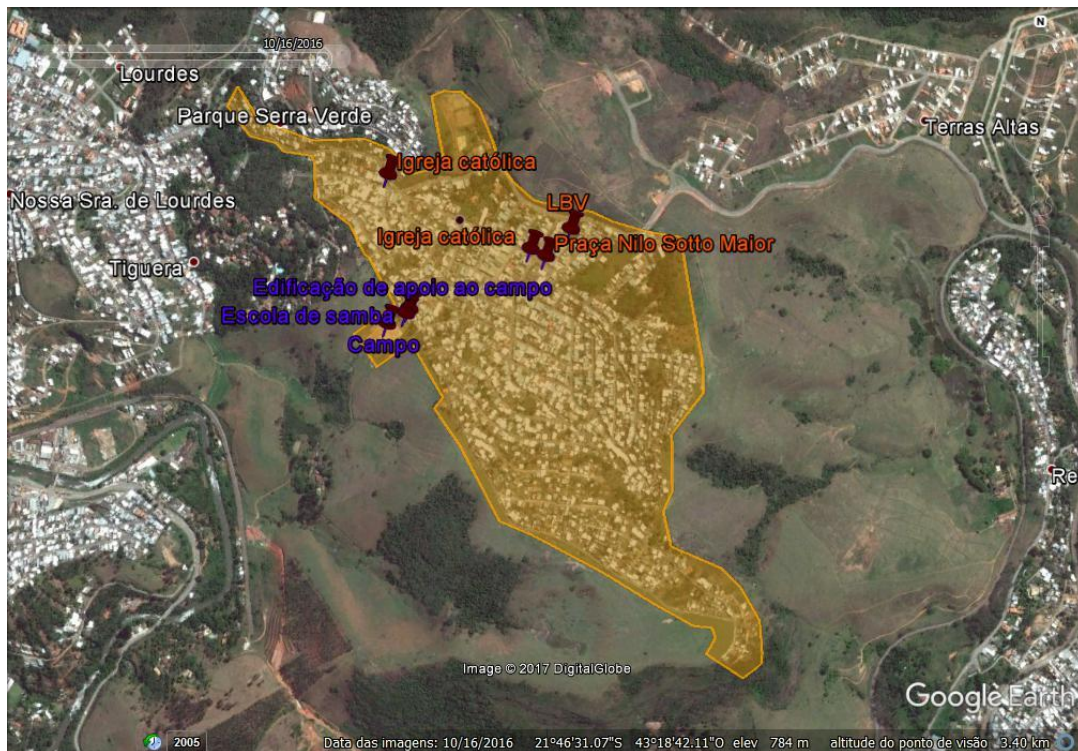 10/16/2016
Lourdes
Parque Serra Verde
Igreja católica
Terras Altas
Nossa Sra. de Lourdes
LBV
Igreja católica
Praça Nilo Sotto Maior
Tiguera
Edificação de apoio ao campo
Escola de samba
Campo
Re
N
Image © 2017 DigitalGlobe
Google Earth
2005
Data das imagens: 10/16/2016 21°46'31.07"S 43°18'42.11"O elev 784 m altitude do ponto de visão 3.40 km